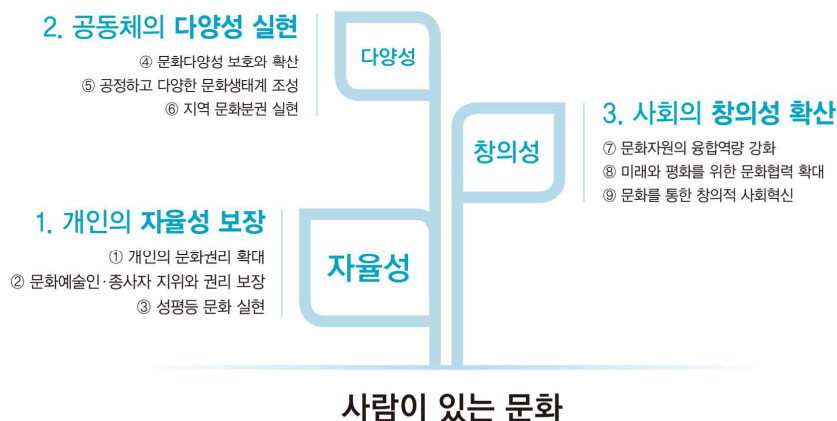 2. 공동체의 다양성 실현
④ 문화다양성 보호와 확산
⑤ 공정하고 다양한 문화생태계 조성
⑥ 지역 문화분권 실현
다양성
3. 사회의 창의성 확산
⑦ 문화자원의 융합역량 강화
⑧ 미래와 평화를 위한 문화협력 확대
⑨ 문화를 통한 창의적 사회혁신
창의성
1. 개인의 자율성 보장
① 개인의 문화권리 확대
② 문화예술인·종사자 지위와 권리 보장
③ 성평등 문화 실현
자율성
사람이 있는 문화